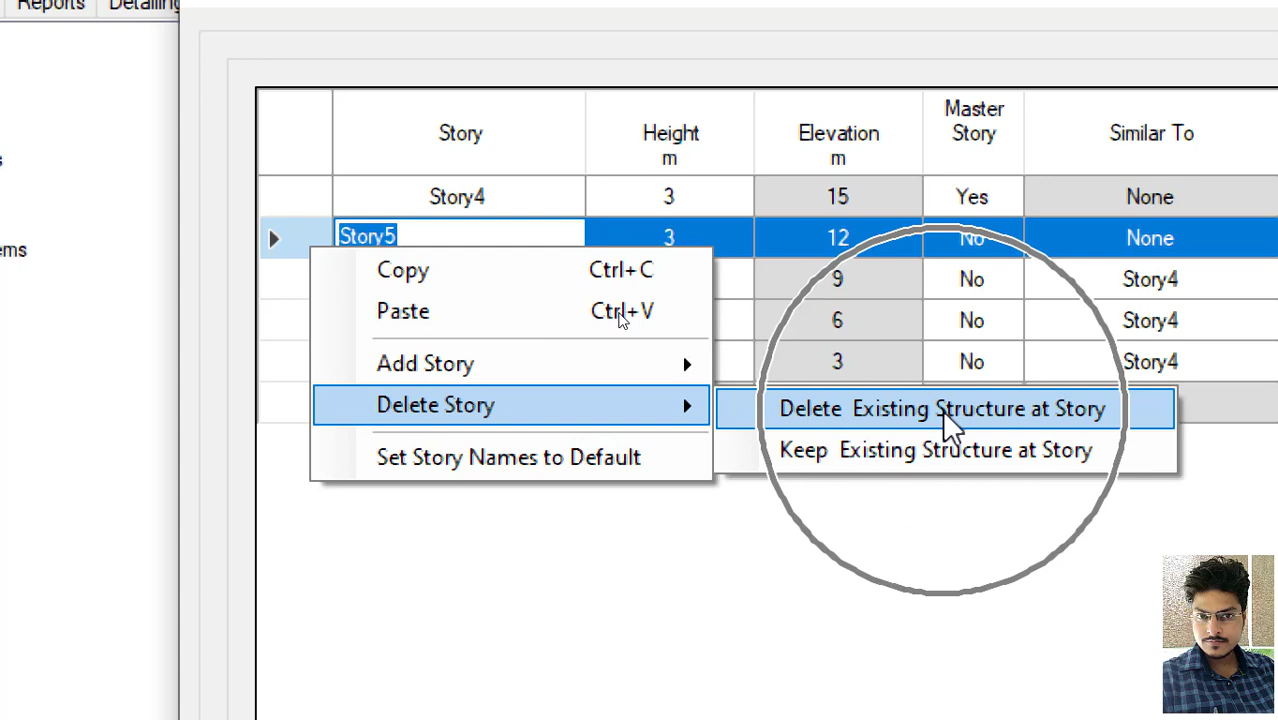 Reports Detailing
s
ems
Story Height m Elevation m Master Story Similar To
Story4 3 15 Yes None
Story5 3 12 No None
9 No Story4
6 No Story4
3 No Story4
Copy Ctrl+C
Paste Ctrl+V
Add Story
Delete Story
Set Story Names to Default
Delete Existing Structure at Story
Keep Existing Structure at Story